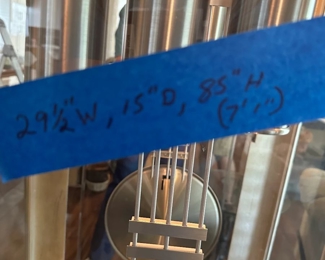 29½" W, 15" D, 85" H
(7' 1")